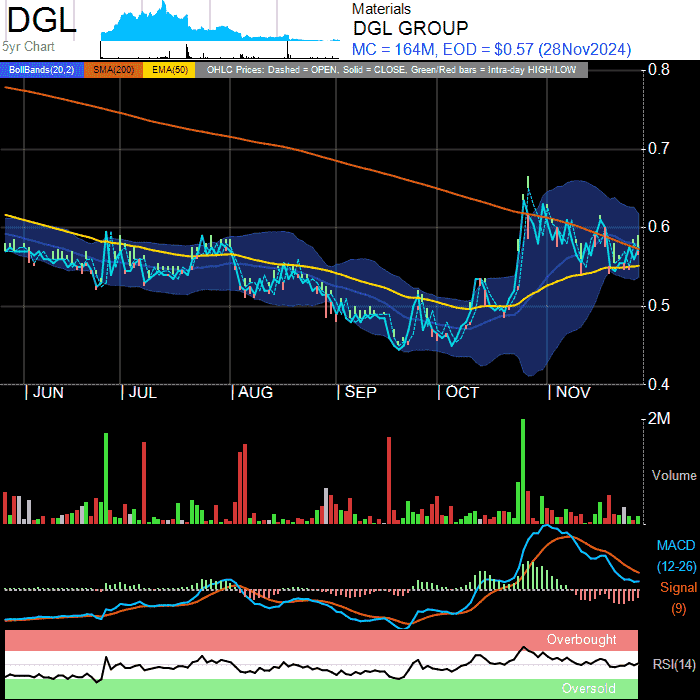 DGL
5yr Chart
Materials
DGL GROUP
MC = 164M, EOD = $0.57 (28Nov2024)
BollBands(20,2) SMA(200) EMA(50) OHLC Prices: Dashed = OPEN, Solid = CLOSE, Green/Red bars = Intra-day HIGH/LOW
0.8
0.7
0.6
0.5
0.4
JUN JUL AUG SEP OCT NOV
2M
Volume
MACD
(12-26)
Signal
(9)
Overbought
RSI(14)
Oversold